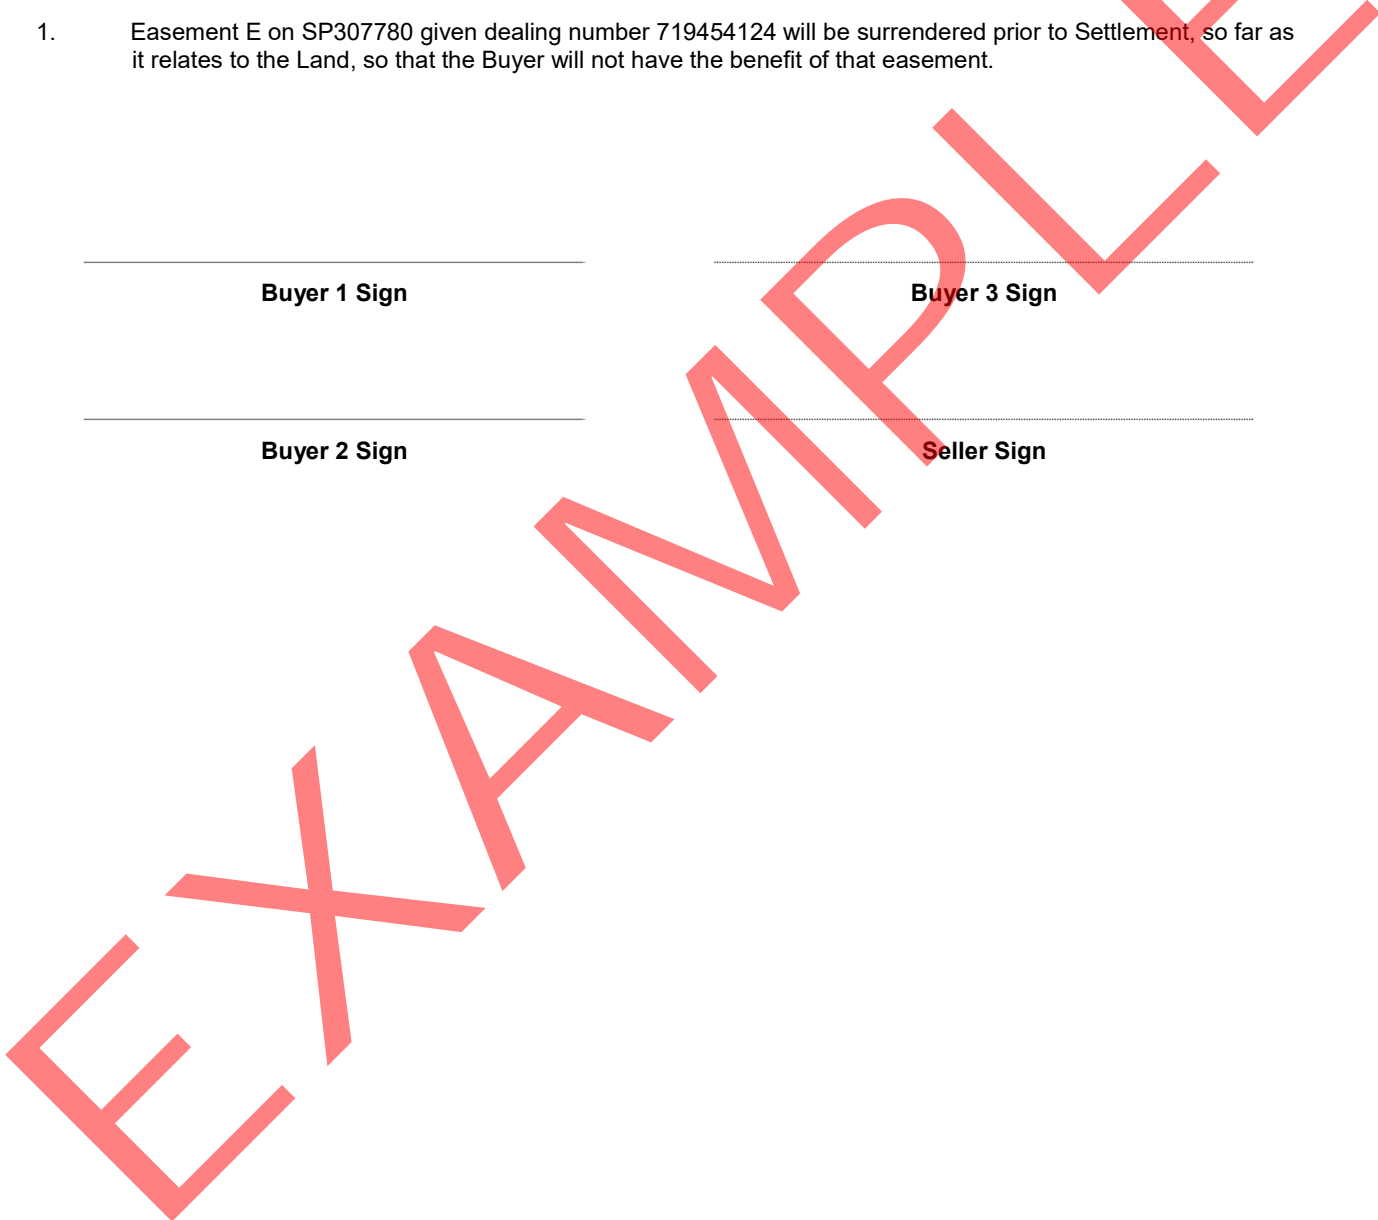 1. Easement E on SP307780 given dealing number 719454124 will be surrendered prior to Settlement, so far as
it relates to the Land, so that the Buyer will not have the benefit of that easement.
Buyer 1 Sign
Buyer 3 Sign
Buyer 2 Sign
Seller Sign
EXAMPLE